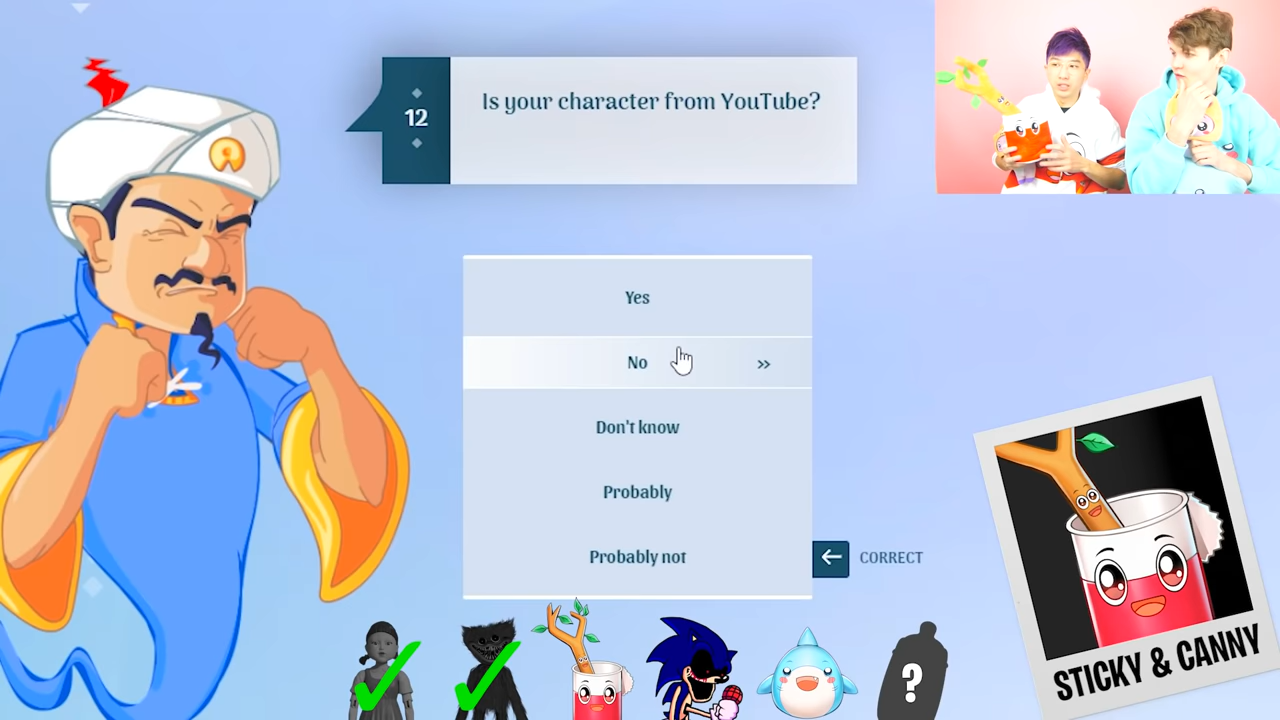 12
Is your character from YouTube?
Yes
No
Don't know
Probably
Probably not
CORRECT
STICKY & CANNY
?